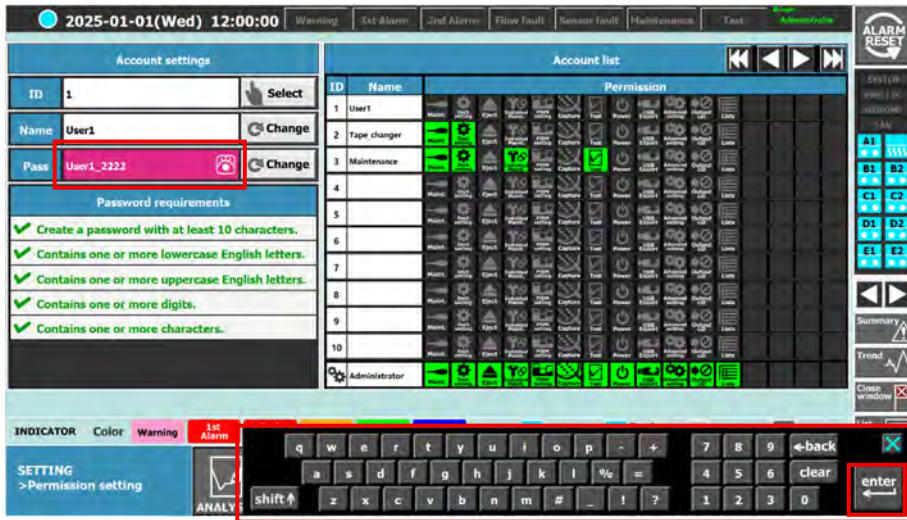 2025-01-01(Wed) 12:00:00 Warning 1st Alarm 2nd Alarm Flow fault Sensor fault Maintenance Test Administrator
ALARM RESET
Account settings
ID 1 Select
Name User1 Change
Pass User1_2222 Change
Password requirements
Create a password with at least 10 characters.
Contains one or more lowercase English letters.
Contains one or more uppercase English letters.
Contains one or more digits.
Contains one or more characters.
Account list
ID Name Permission
1 User1
2 Tape changer
3 Maintenance
4
5
6
7
8
9
10
Administrator
Maint. Eject Capture Test Power Lists
A1
B1 B2
C1 C2
D1 D2
E1 E2
Summary
Trend
Close window
INDICATOR Color Warning 1st Alarm
SETTING
>Permission setting
ANALY
q w e r t y u i o p - + 7 8 9 back
a s d f g h j k l % = 4 5 6 clear
shift z x c v b n m # _ ! ? 1 2 3 0
enter